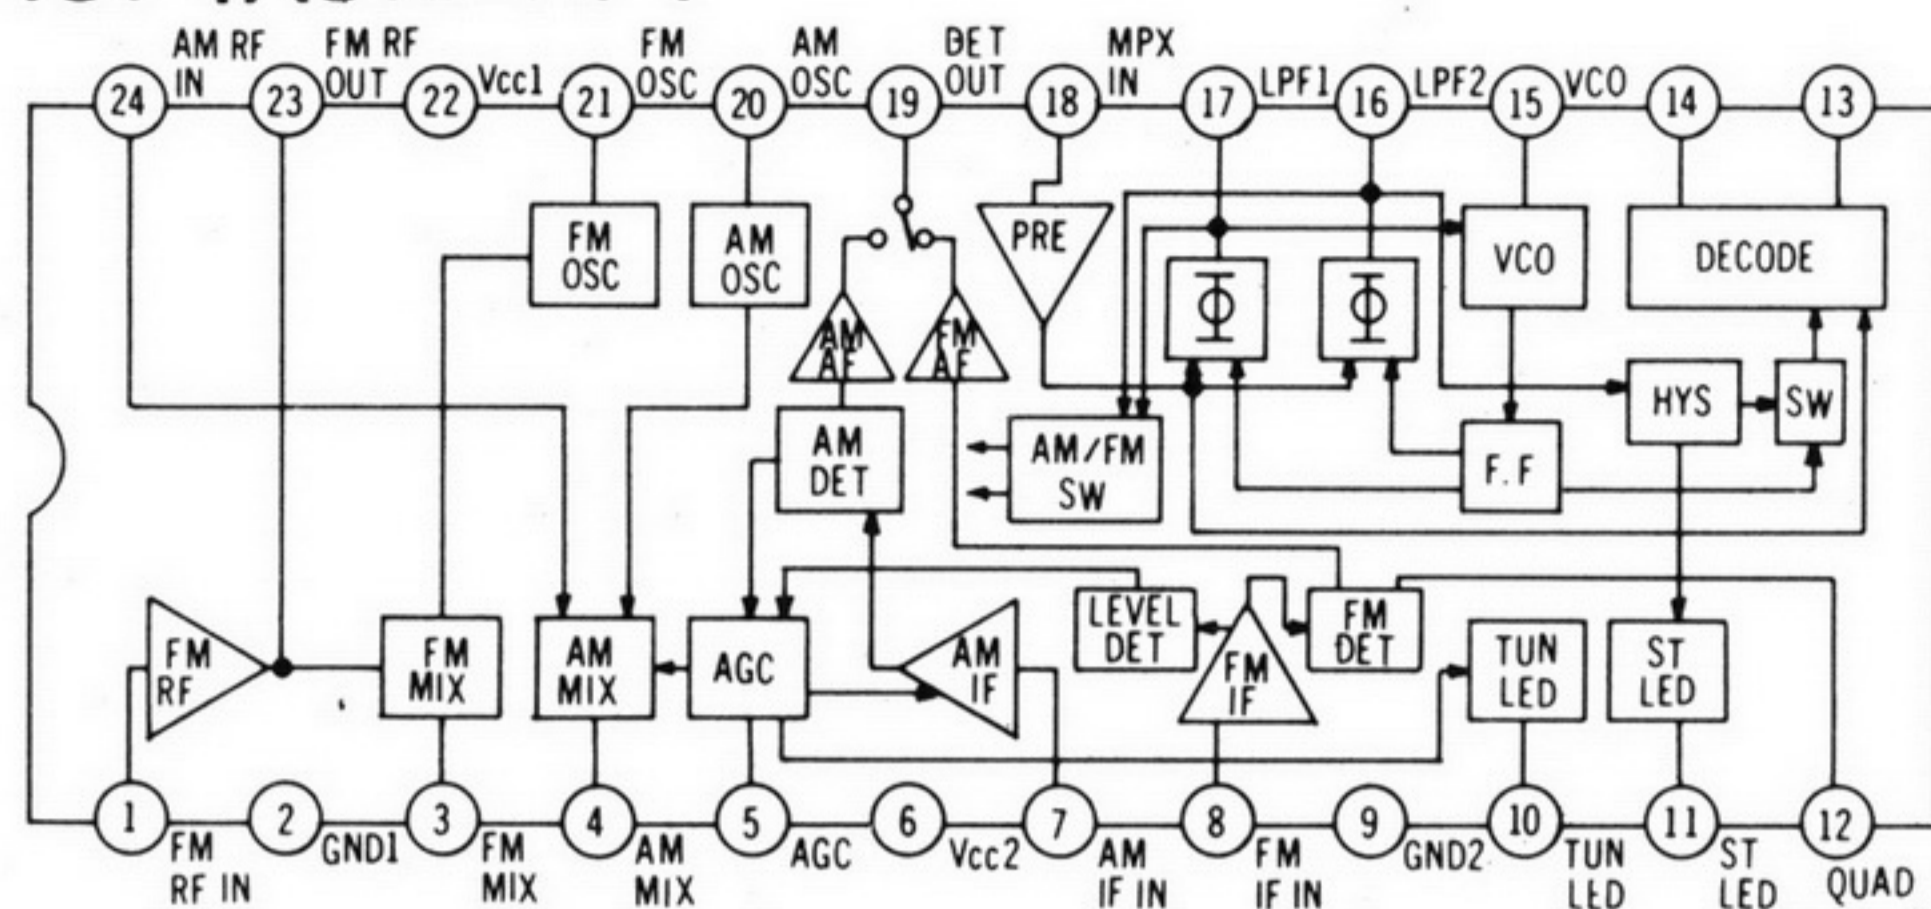 AM RF
IN
FM RF
OUT
Vcc1
FM
OSC
AM
OSC
DET
OUT
MPX
IN
LPF1
LPF2
VCO
24
23
22
21
20
19
18
17
16
15
14
13
FM
OSC
AM
OSC
PRE
VCO
DECODE
AM
AF
FM
AF
AM
DET
AM/FM
SW
HYS
SW
F.F
FM
RF
FM
MIX
AM
MIX
AGC
AM
IF
LEVEL
DET
FM
IF
FM
DET
TUN
LED
ST
LED
1
2
3
4
5
6
7
8
9
10
11
12
FM
RF IN
GND1
FM
MIX
AM
MIX
AGC
Vcc2
AM
IF IN
FM
IF IN
GND2
TUN
LED
ST
LED
QUAD